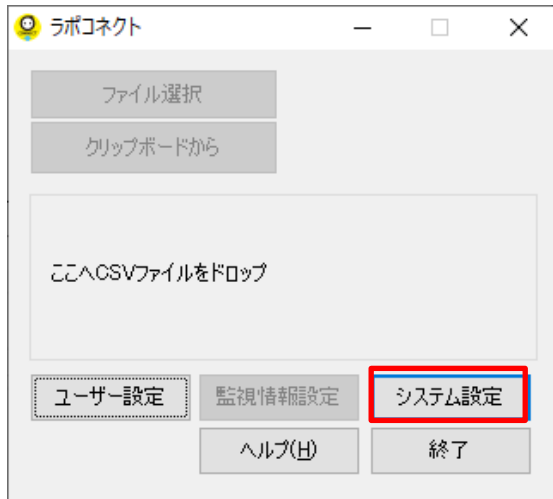 ラポコネクト
ファイル選択
クリップボードから
ここへCSVファイルをドロップ
ユーザー設定 監視情報設定 システム設定
ヘルプ(H) 終了